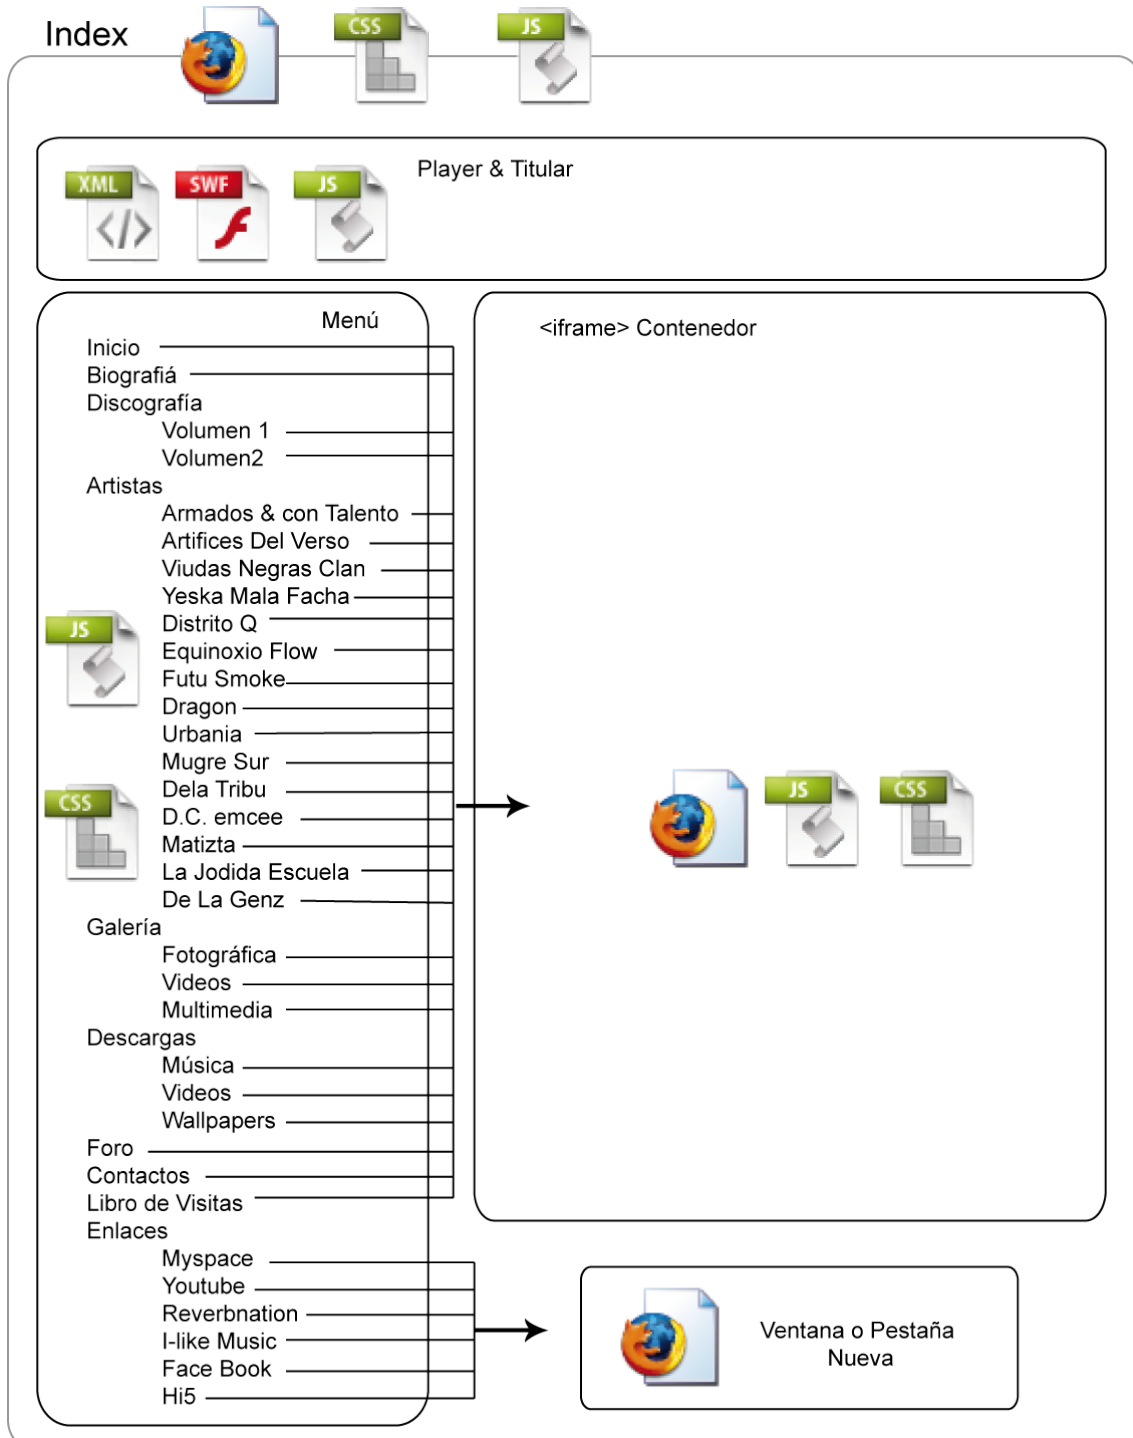 Index
CSS
JS
XML
SWF
JS
Player & Titular
Menú
Inicio
Biografiá
Discografía
Volumen 1
Volumen2
Artistas
Armados & con Talento
Artifices Del Verso
Viudas Negras Clan
Yeska Mala Facha
Distrito Q
Equinoxio Flow
Futu Smoke
Dragon
Urbania
Mugre Sur
Dela Tribu
D.C. emcee
Matizta
La Jodida Escuela
De La Genz
Galería
Fotográfica
Videos
Multimedia
Descargas
Música
Videos
Wallpapers
Foro
Contactos
Libro de Visitas
Enlaces
Myspace
Youtube
Reverbnation
I-like Music
Face Book
Hi5
JS
CSS
<iframe> Contenedor
JS
CSS
Ventana o Pestaña
Nueva